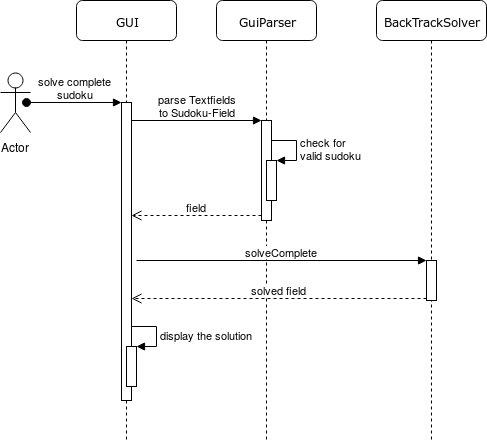 GUI
GuiParser
BackTrackSolver
solve complete
sudoku
Actor
parse Textfields
to Sudoku-Field
check for
valid sudoku
field
solveComplete
solved field
display the solution